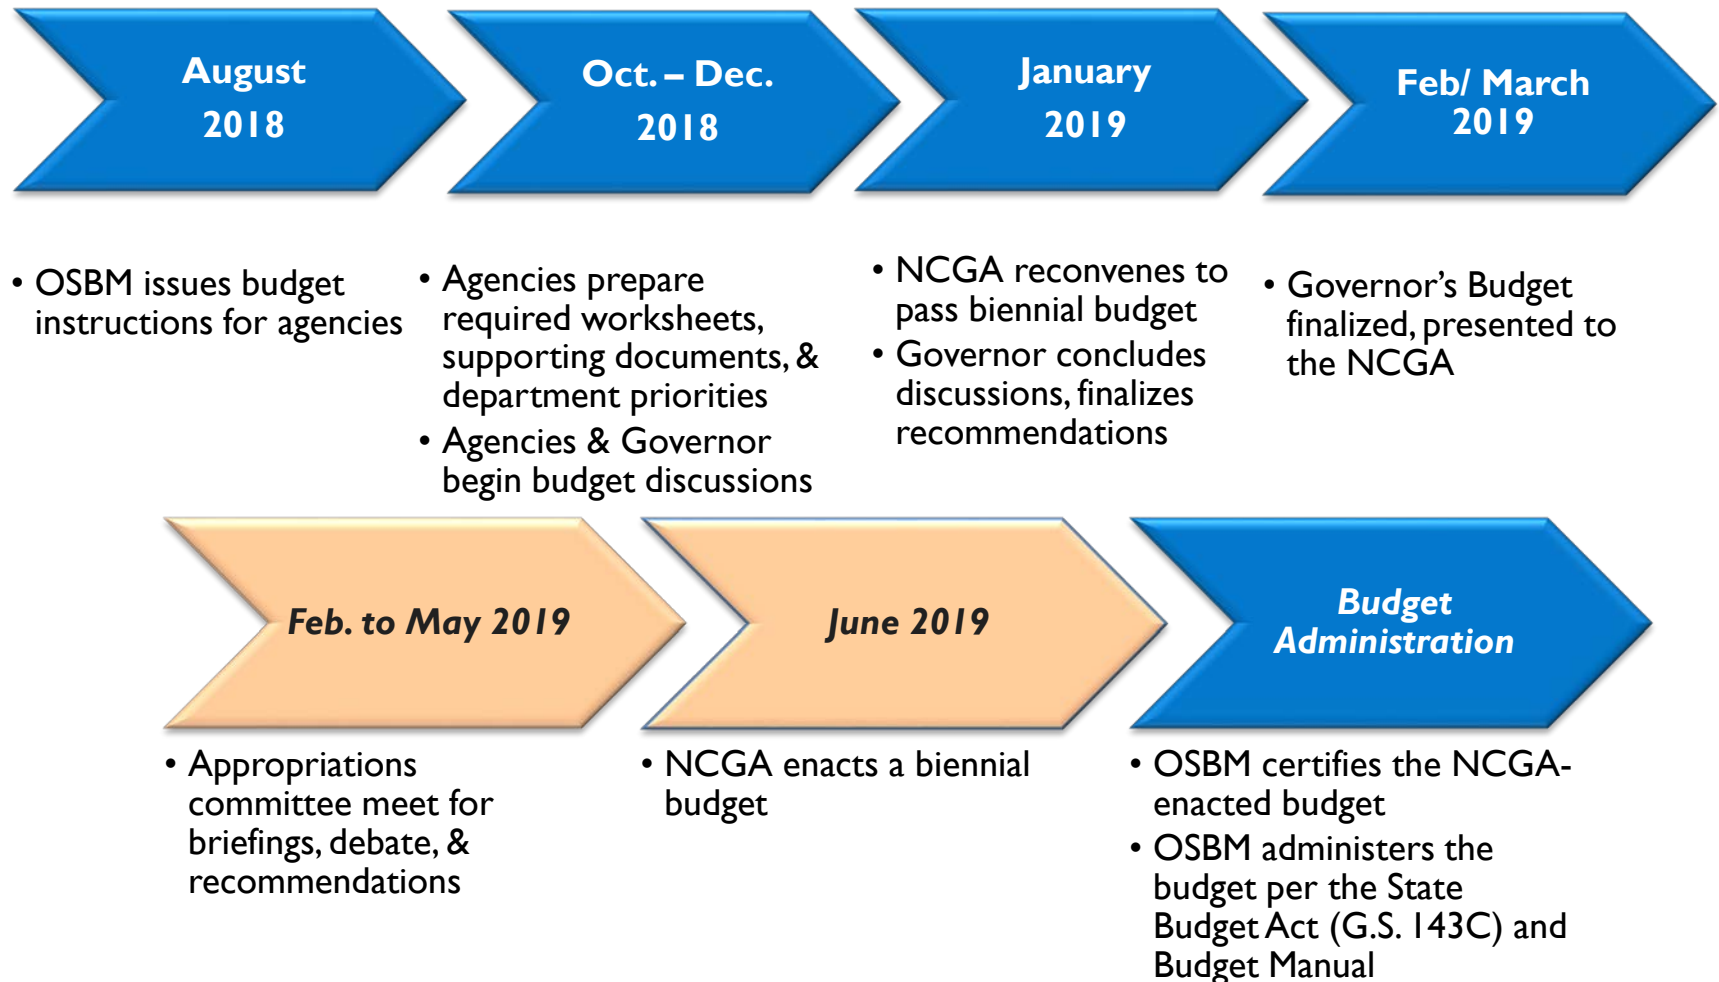 August
2018
Oct. – Dec.
2018
January
2019
Feb/ March
2019
• OSBM issues budget
instructions for agencies
• Agencies prepare
required worksheets,
supporting documents, &
department priorities
• Agencies & Governor
begin budget discussions
• NCGA reconvenes to
pass biennial budget
• Governor concludes
discussions, finalizes
recommendations
• Governor’s Budget
finalized, presented to
the NCGA
Feb. to May 2019
June 2019
Budget
Administration
• Appropriations
committee meet for
briefings, debate, &
recommendations
• NCGA enacts a biennial
budget
• OSBM certifies the NCGA-
enacted budget
• OSBM administers the
budget per the State
Budget Act (G.S. 143C) and
Budget Manual